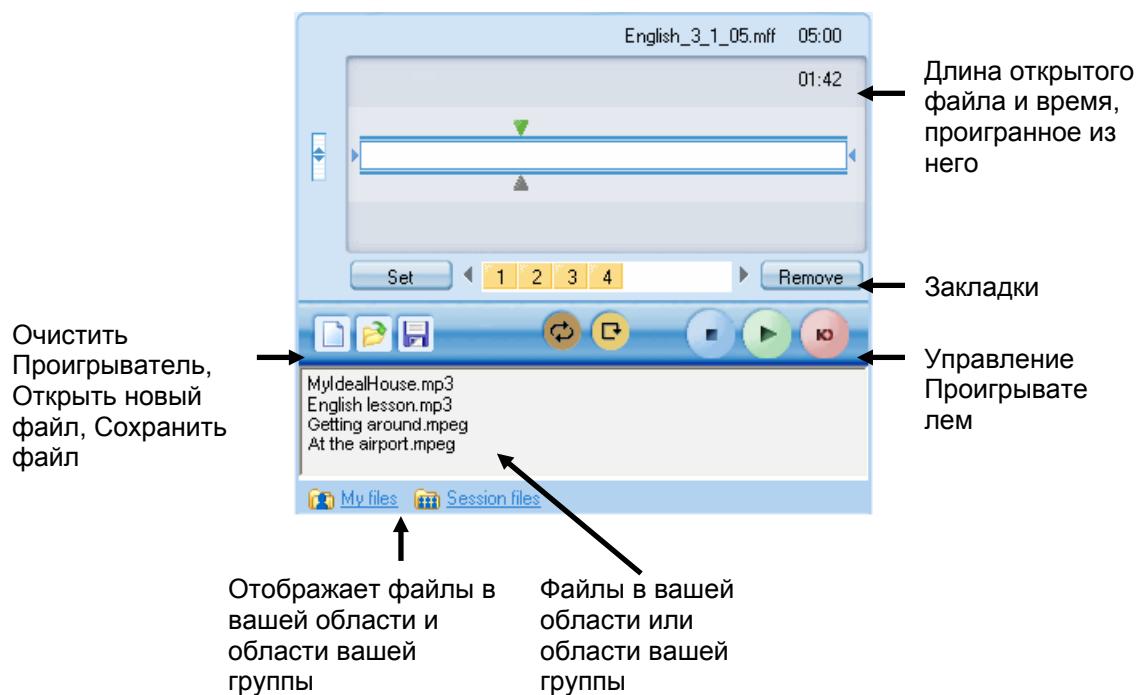 English_3_1_05.mff 05:00
01:42
Длина открытого
файла и время,
проигранное из
него
Set 1 2 3 4 Remove
Закладки
Очистить
Проигрыватель,
Открыть новый
файл, Сохранить
файл
Управление
Проигрывате
лем
MyIdealHouse.mp3
English lesson.mp3
Getting around.mpeg
At the airport.mpeg
My files Session files
Отображает файлы в
вашей области и
области вашей
группы
Файлы в вашей
области или
области вашей
группы